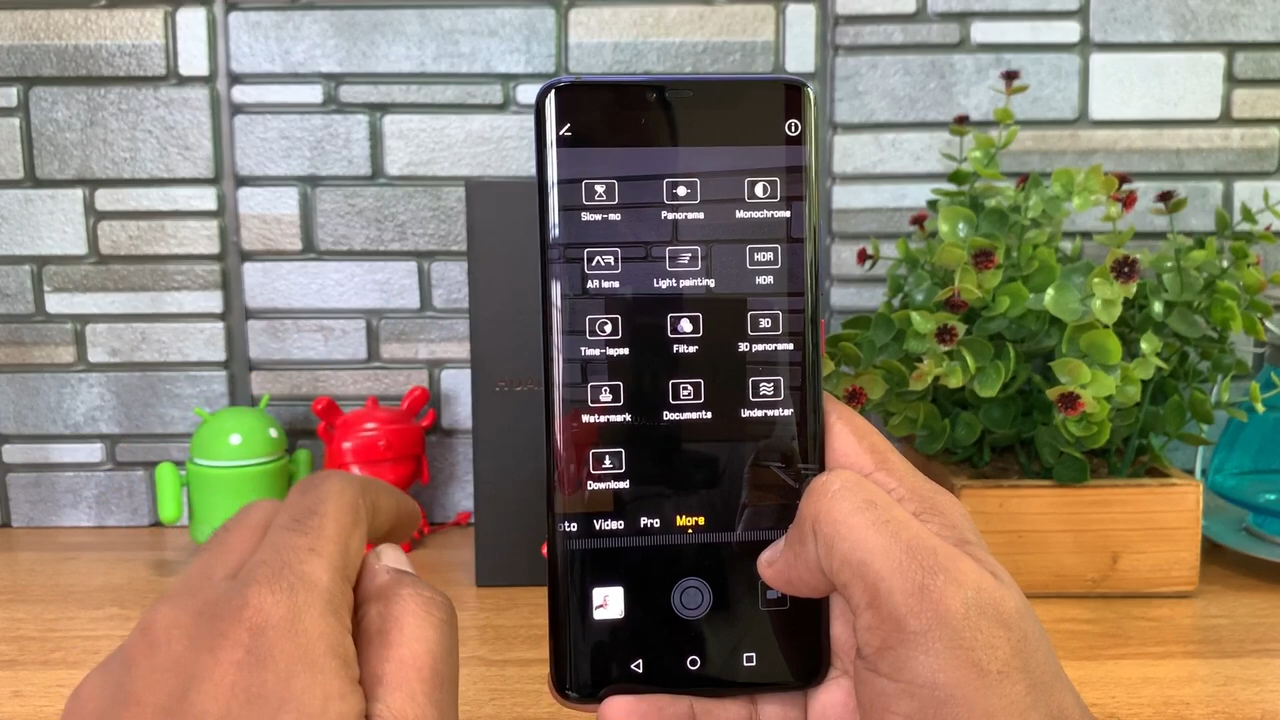 Slow-mo Panorama Monochrome
AR
HDR
AR lens Light painting HDR
3D
Time-lapse Filter 3D panorama
Watermark Documents Underwater
Download
oto Video Pro More